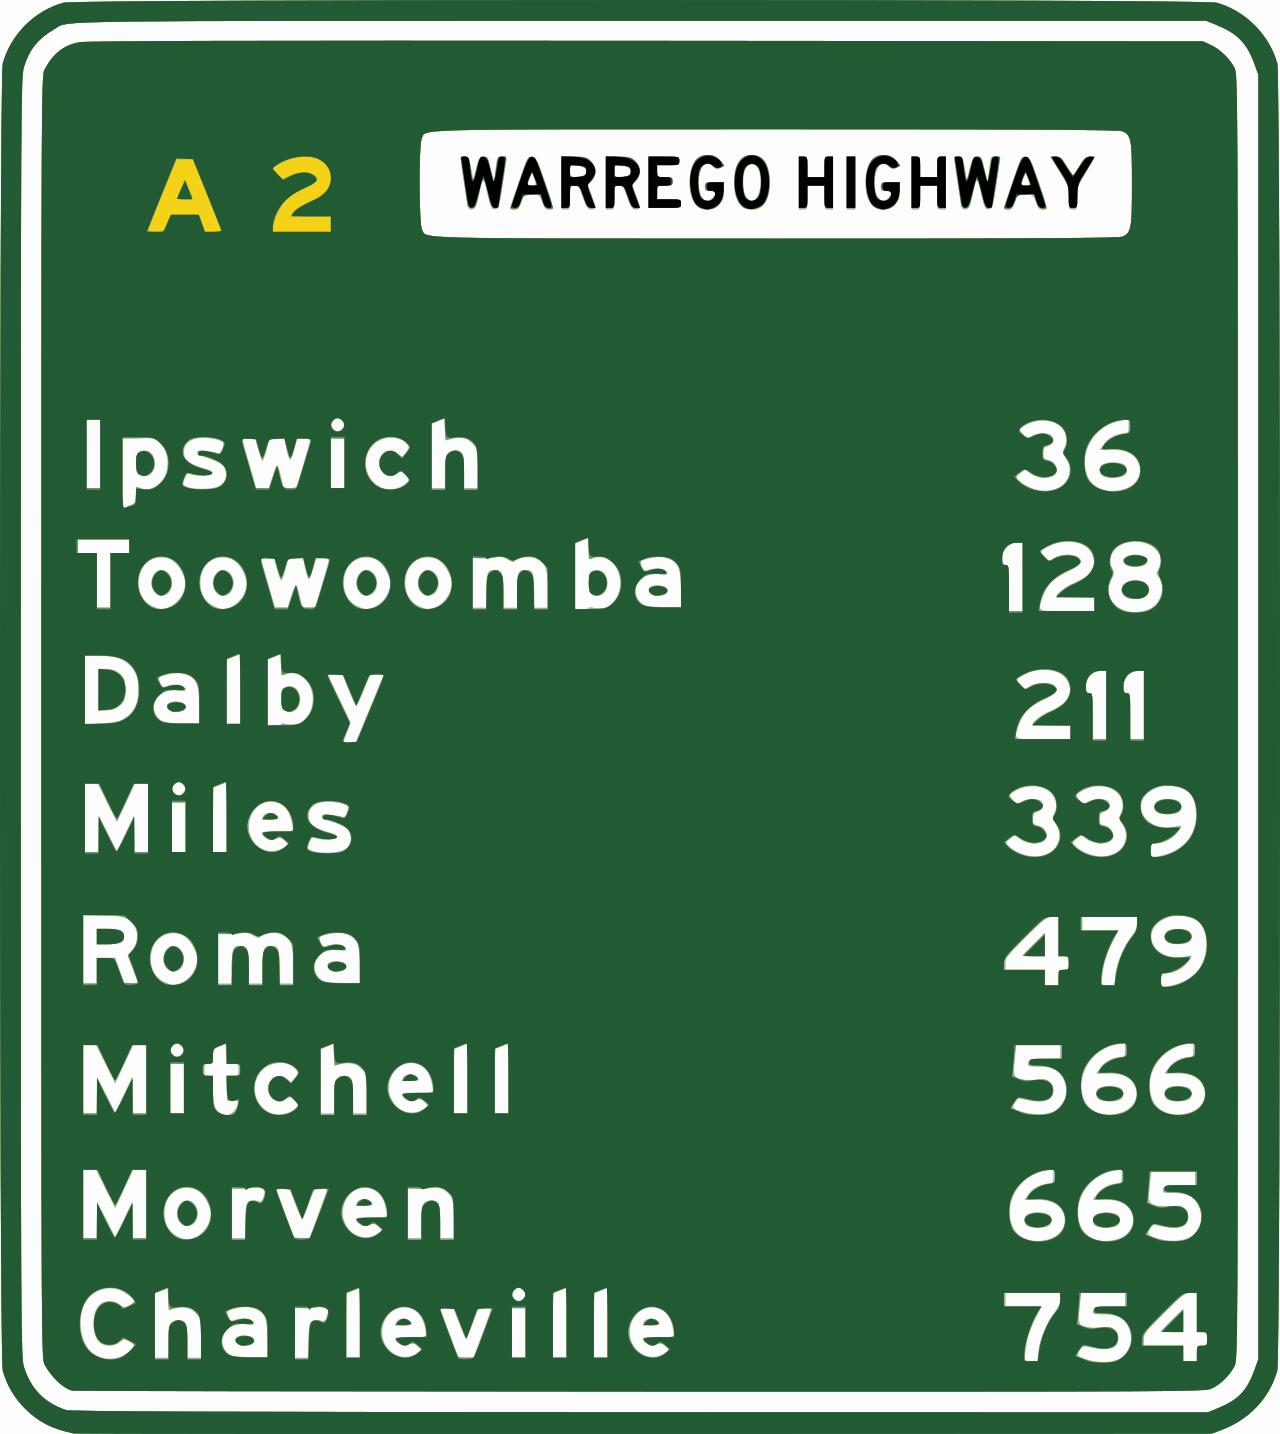 A 2 WARREGO HIGHWAY
Ipswich 36
Toowoomba 128
Dalby 211
Miles 339
Roma 479
Mitchell 566
Morven 665
Charleville 754